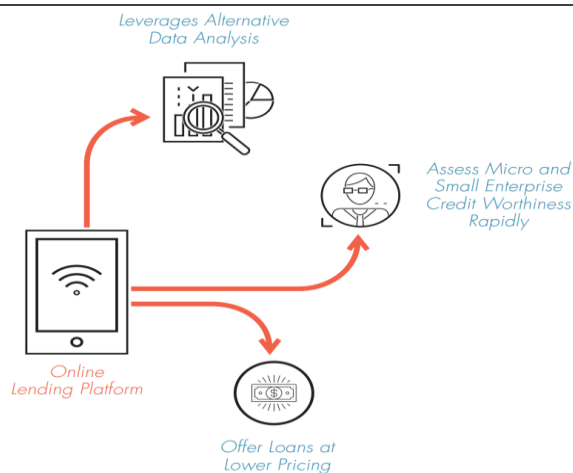 Leverages Alternative
Data Analysis
Assess Micro and
Small Enterprise
Credit Worthiness
Rapidly
Online
Lending Platform
$
Offer Loans at
Lower Pricing